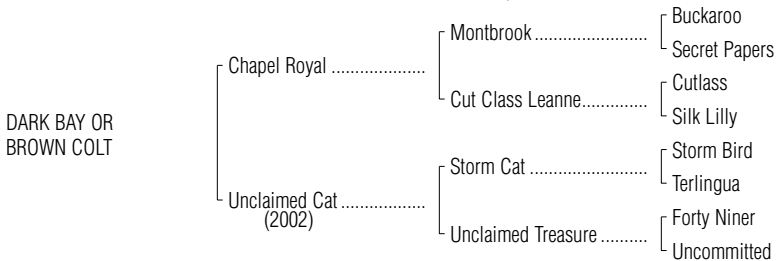 Buckaroo
Montbrook ......................
Secret Papers
Chapel Royal ....................
Cutlass
Cut Class Leanne.............
Silk Lilly
DARK BAY OR
BROWN COLT
Storm Bird
Storm Cat .......................
Terlingua
Unclaimed Cat ..................
(2002)
Forty Niner
Unclaimed Treasure ..........
Uncommitted